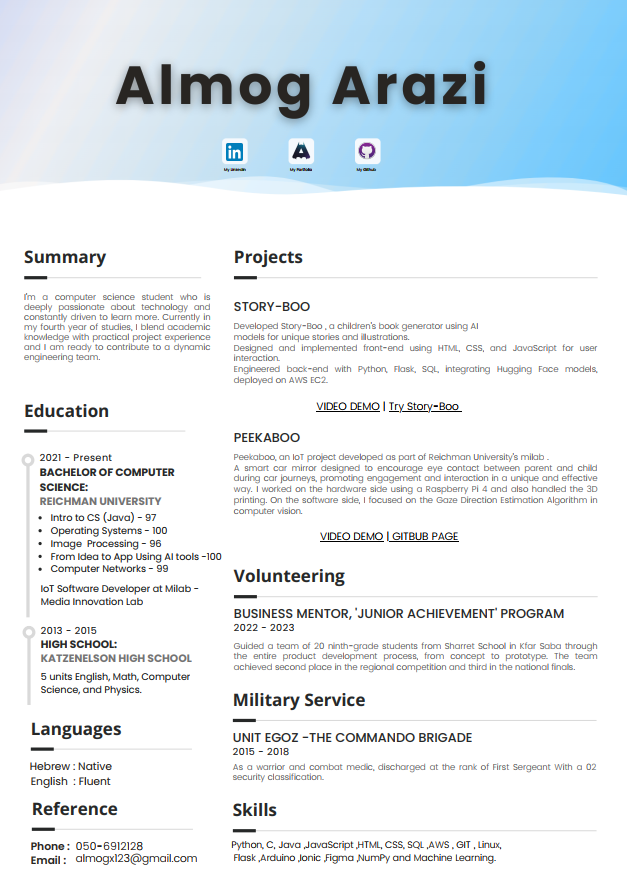 Almog Arazi
My Linkedin
My Portfolio
My Github
Summary
I'm a computer science student who is
deeply passionate about technology and
constantly driven to learn more. Currently in
my fourth year of studies, I blend academic
knowledge with practical project experience
and I am ready to contribute to a dynamic
engineering team.
Education
2021 - Present
BACHELOR OF COMPUTER
SCIENCE:
REICHMAN UNIVERSITY
• Intro to CS (Java) - 97
• Operating Systems - 100
• Image Processing - 96
• From Idea to App Using AI tools -100
• Computer Networks - 99
IoT Software Developer at Milab -
Media Innovation Lab
2013 - 2015
HIGH SCHOOL:
KATZENELSON HIGH SCHOOL
5 units English, Math, Computer
Science, and Physics.
Languages
Hebrew : Native
English : Fluent
Reference
Phone : 050-6912128
Email : almogx123@gmail.com
Projects
STORY-BOO
Developed Story-Boo , a children's book generator using AI
models for unique stories and illustrations.
Designed and implemented front-end using HTML, CSS, and JavaScript for user
interaction.
Engineered back-end with Python, Flask, SQL, integrating Hugging Face models,
deployed on AWS EC2.
VIDEO DEMO | Try Story-Boo
PEEKABOO
Peekaboo, an IoT project developed as part of Reichman University's milab .
A smart car mirror designed to encourage eye contact between parent and child
during car journeys, promoting engagement and interaction in a unique and effective
way. I worked on the hardware side using a Raspberry Pi 4 and also handled the 3D
printing. On the software side, I focused on the Gaze Direction Estimation Algorithm in
computer vision.
VIDEO DEMO | GITBUB PAGE
Volunteering
BUSINESS MENTOR, 'JUNIOR ACHIEVEMENT' PROGRAM
2022 - 2023
Guided a team of 20 ninth-grade students from Sharret School in Kfar Saba through
the entire product development process, from concept to prototype. The team
achieved second place in the regional competition and third in the national finals.
Military Service
UNIT EGOZ -THE COMMANDO BRIGADE
2015 - 2018
As a warrior and combat medic, discharged at the rank of First Sergeant With a 02
security classification.
Skills
Python, C, Java ,JavaScript ,HTML, CSS, SQL ,AWS , GIT , Linux,
Flask ,Arduino ,Ionic ,Figma ,NumPy and Machine Learning.